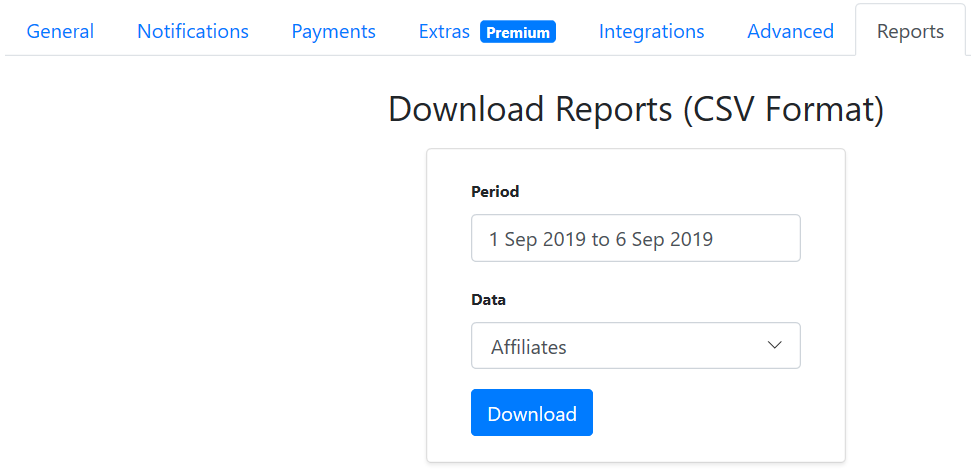 General Notifications Payments Extras Premium Integrations Advanced Reports
Download Reports (CSV Format)
Period
1 Sep 2019 to 6 Sep 2019
Data
Affiliates
Download